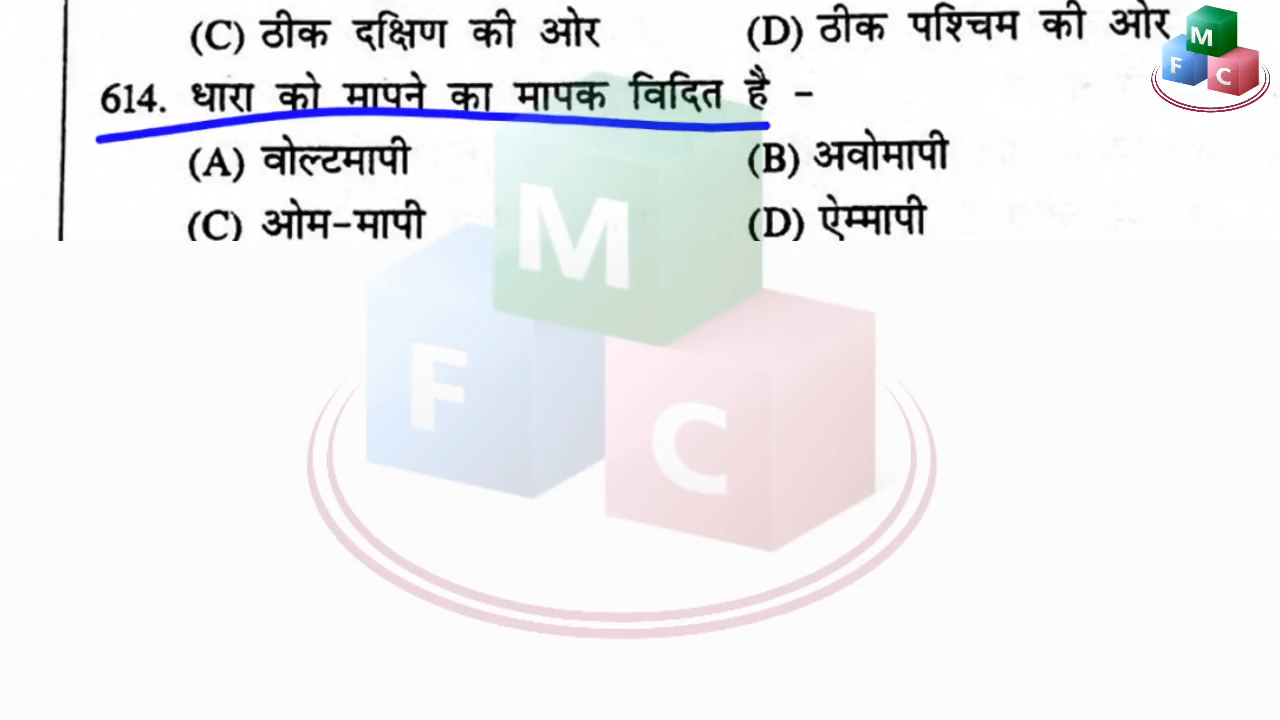 (C) ठीक दक्षिण की ओर (D) ठीक पश्चिम की ओर
614. धारा को मापने का मापक विदित है -
(A) वोल्टमापी (B) अवोमापी
(C) ओम-मापी (D) ऐम्मापी
M
F C
M
F
C